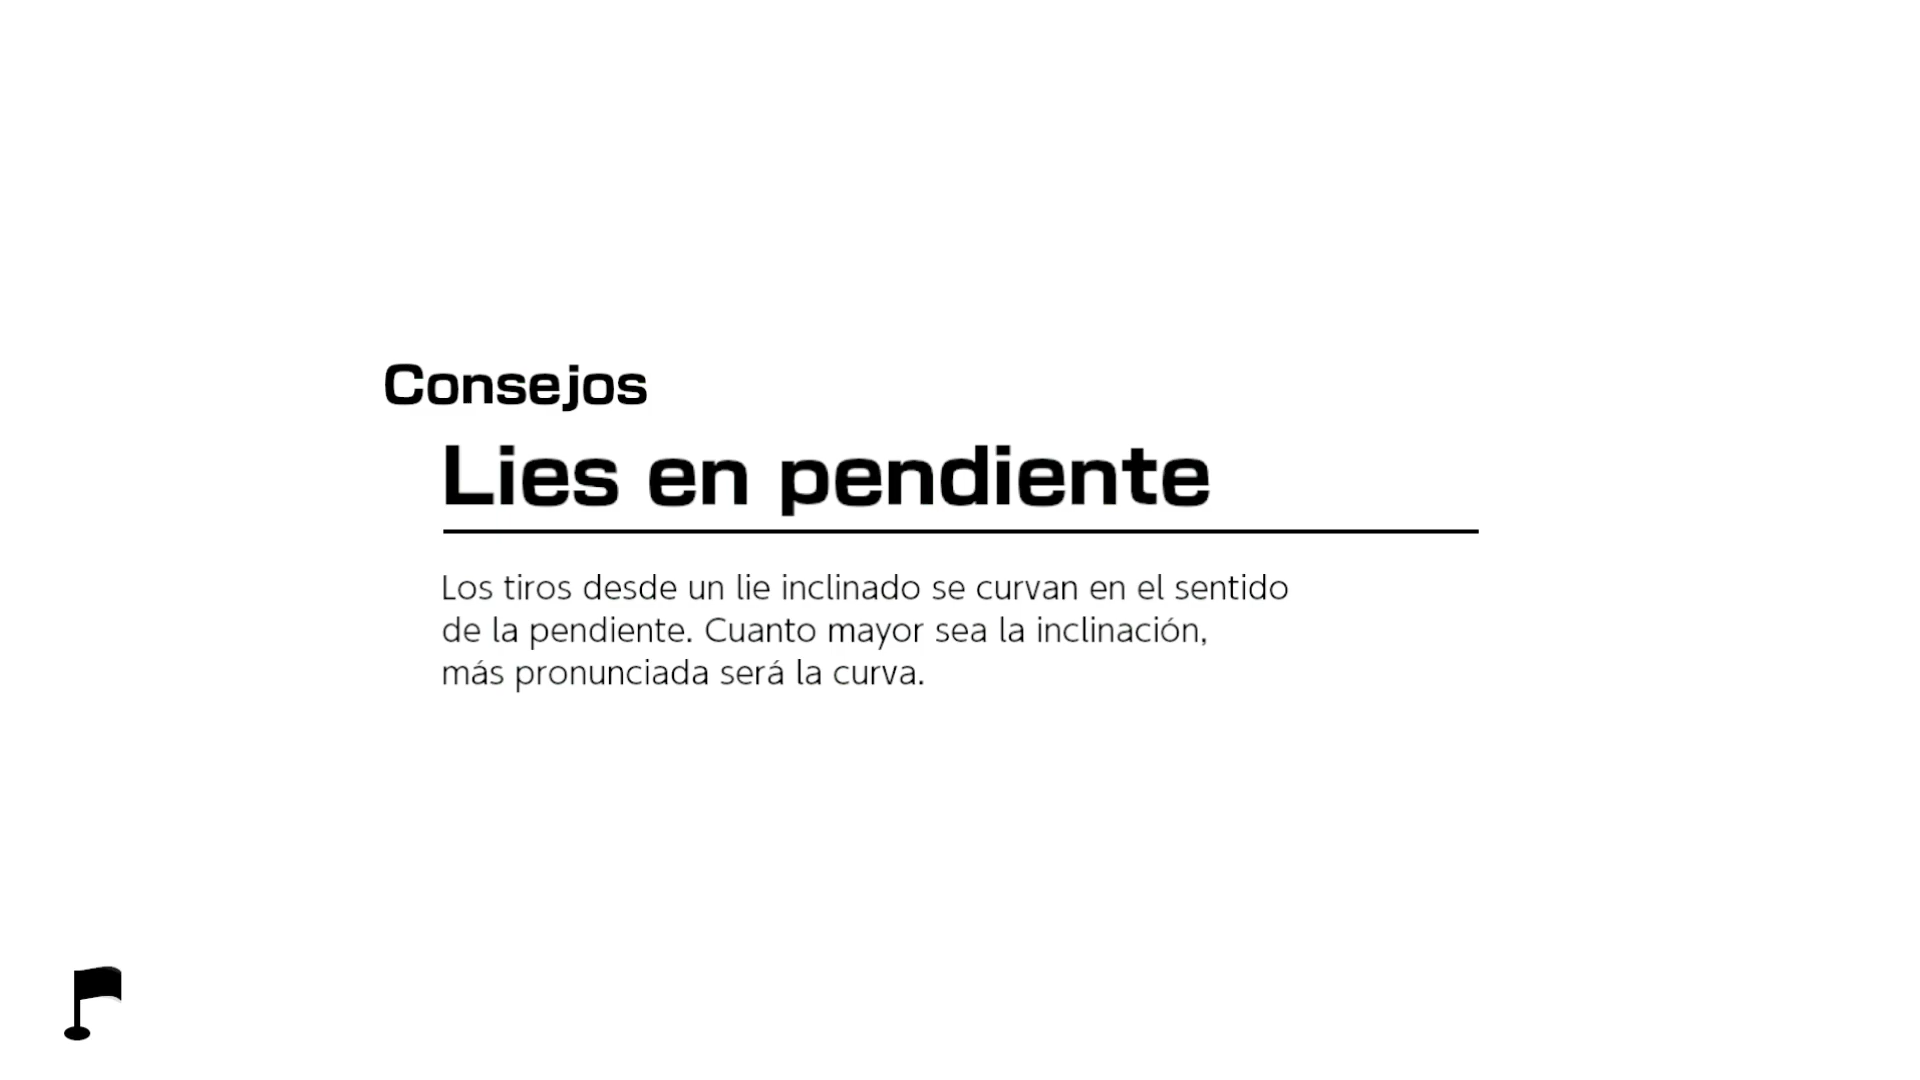 Consejos
Lies en pendiente
Los tiros desde un lie inclinado se curvan en el sentido
de la pendiente. Cuanto mayor sea la inclinación,
más pronunciada será la curva.